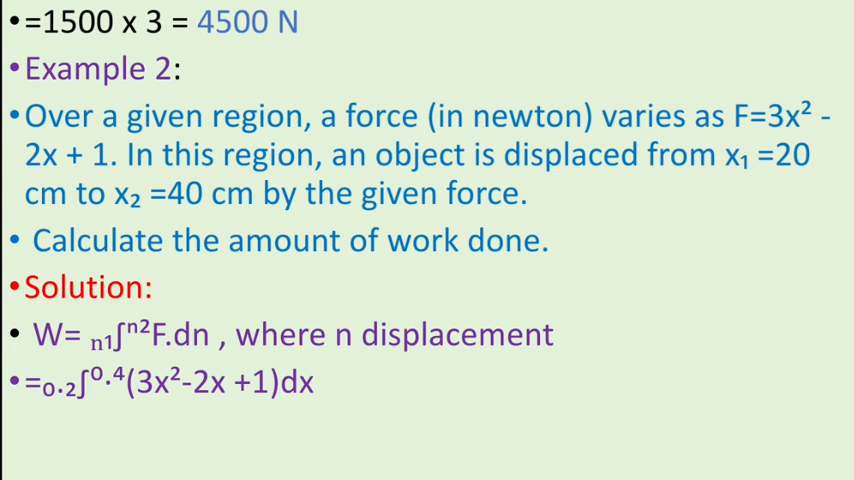 •=1500 x 3 = 4500 N
•Example 2:
•Over a given region, a force (in newton) varies as F=3x² -
2x + 1. In this region, an object is displaced from x₁ =20
cm to x₂ =40 cm by the given force.
• Calculate the amount of work done.
•Solution:
• W= ₙ₁∫ⁿ²F.dn , where n displacement
•=₀.₂∫⁰·⁴(3x²-2x +1)dx